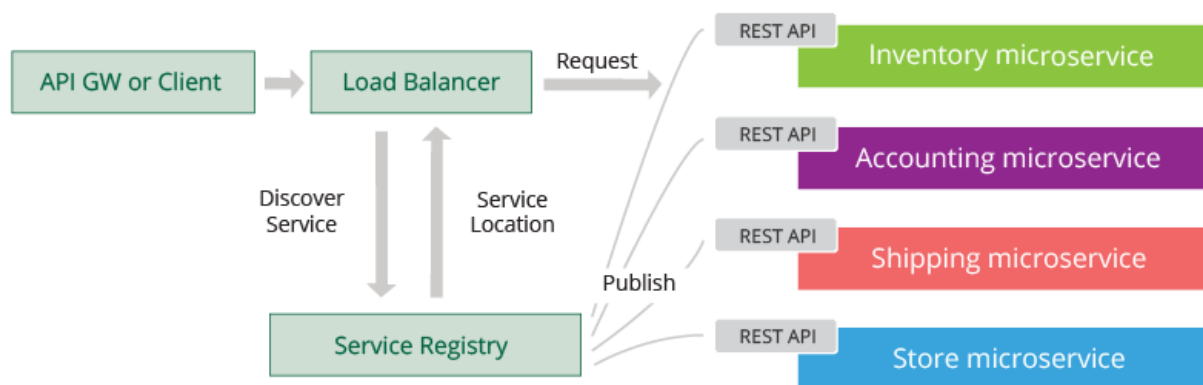 API GW or Client
Load Balancer
Request
Discover
Service
Service
Location
Service Registry
Publish
REST API
Inventory microservice
REST API
Accounting microservice
REST API
Shipping microservice
REST API
Store microservice